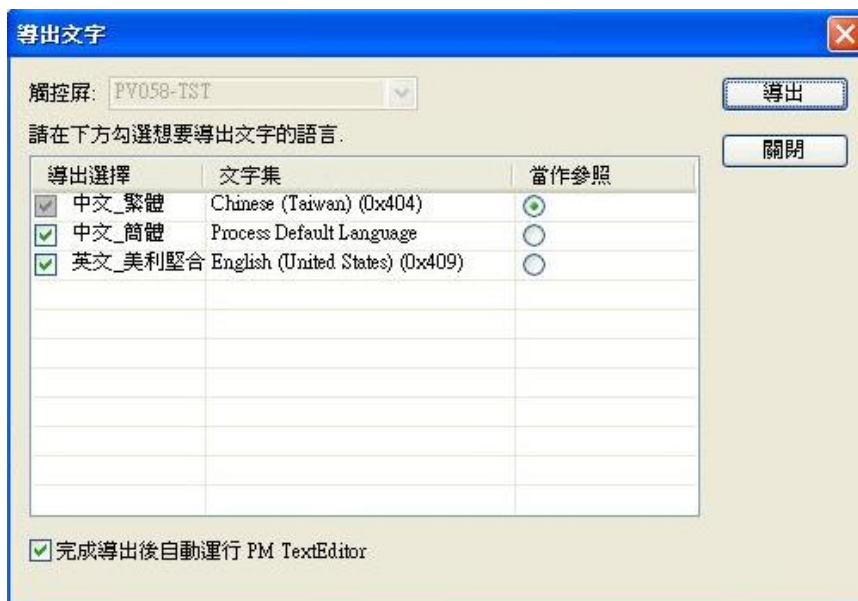 導出文字
觸控屏: PV058-TST
導出
請在下方勾選想要導出文字的語言.
關閉
導出選擇 文字集 當作參照
中文_繁體 Chinese (Taiwan) (0x404)
中文_簡體 Process Default Language
英文_美利堅合 English (United States) (0x409)
完成導出後自動運行 PM TextEditor